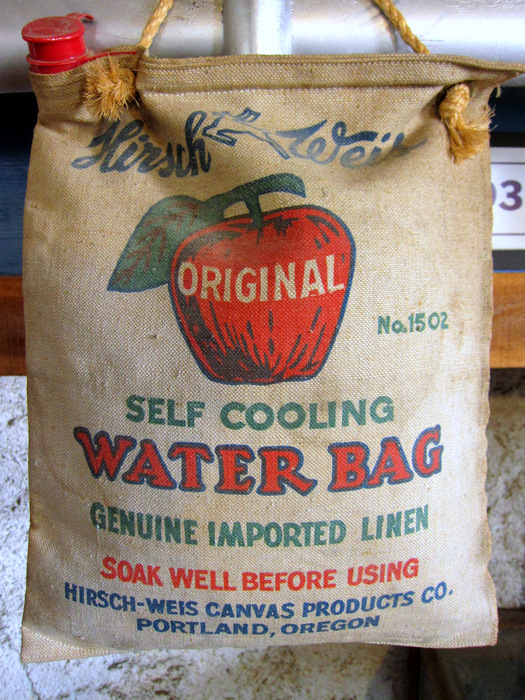 Hirsch Weis
ORIGINAL
No.1502
SELF COOLING
WATER BAG
GENUINE IMPORTED LINEN
SOAK WELL BEFORE USING
HIRSCH-WEIS CANVAS PRODUCTS CO.
PORTLAND, OREGON